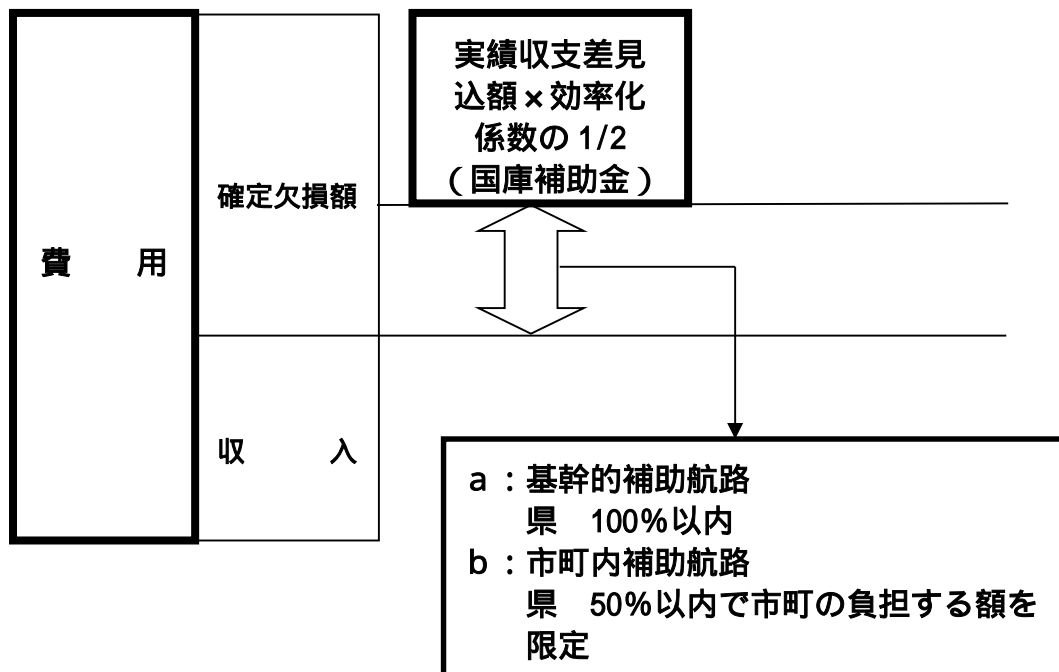 実績収支差見
込額×効率化
係数の 1/2
（国庫補助金）
確定欠損額
費　用
収　入
a：基幹的補助航路
県　100%以内
b：市町内補助航路
県　50%以内で市町の負担する額を
限定